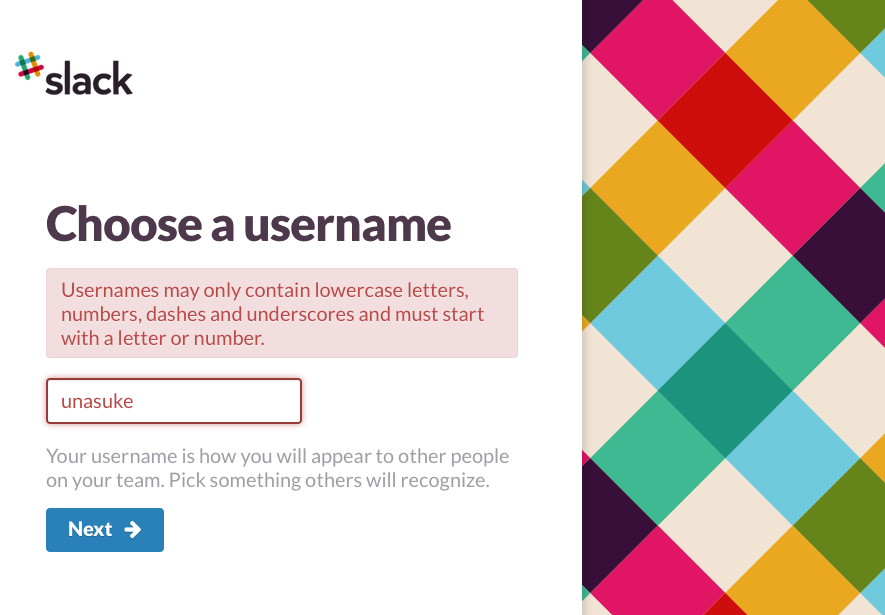 slack
Choose a username
Usernames may only contain lowercase letters,
numbers, dashes and underscores and must start
with a letter or number.
unasuke
Your username is how you will appear to other people
on your team. Pick something others will recognize.
Next